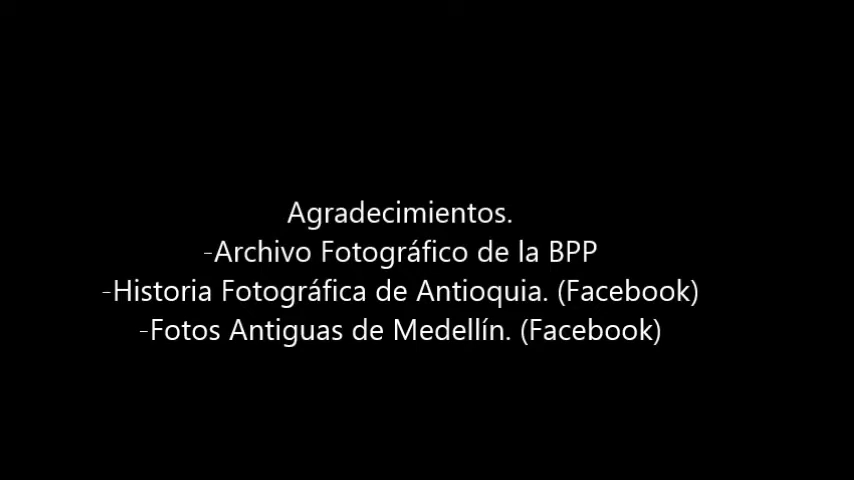 Agradecimientos.
-Archivo Fotográfico de la BPP
-Historia Fotográfica de Antioquia. (Facebook)
-Fotos Antiguas de Medellín. (Facebook)